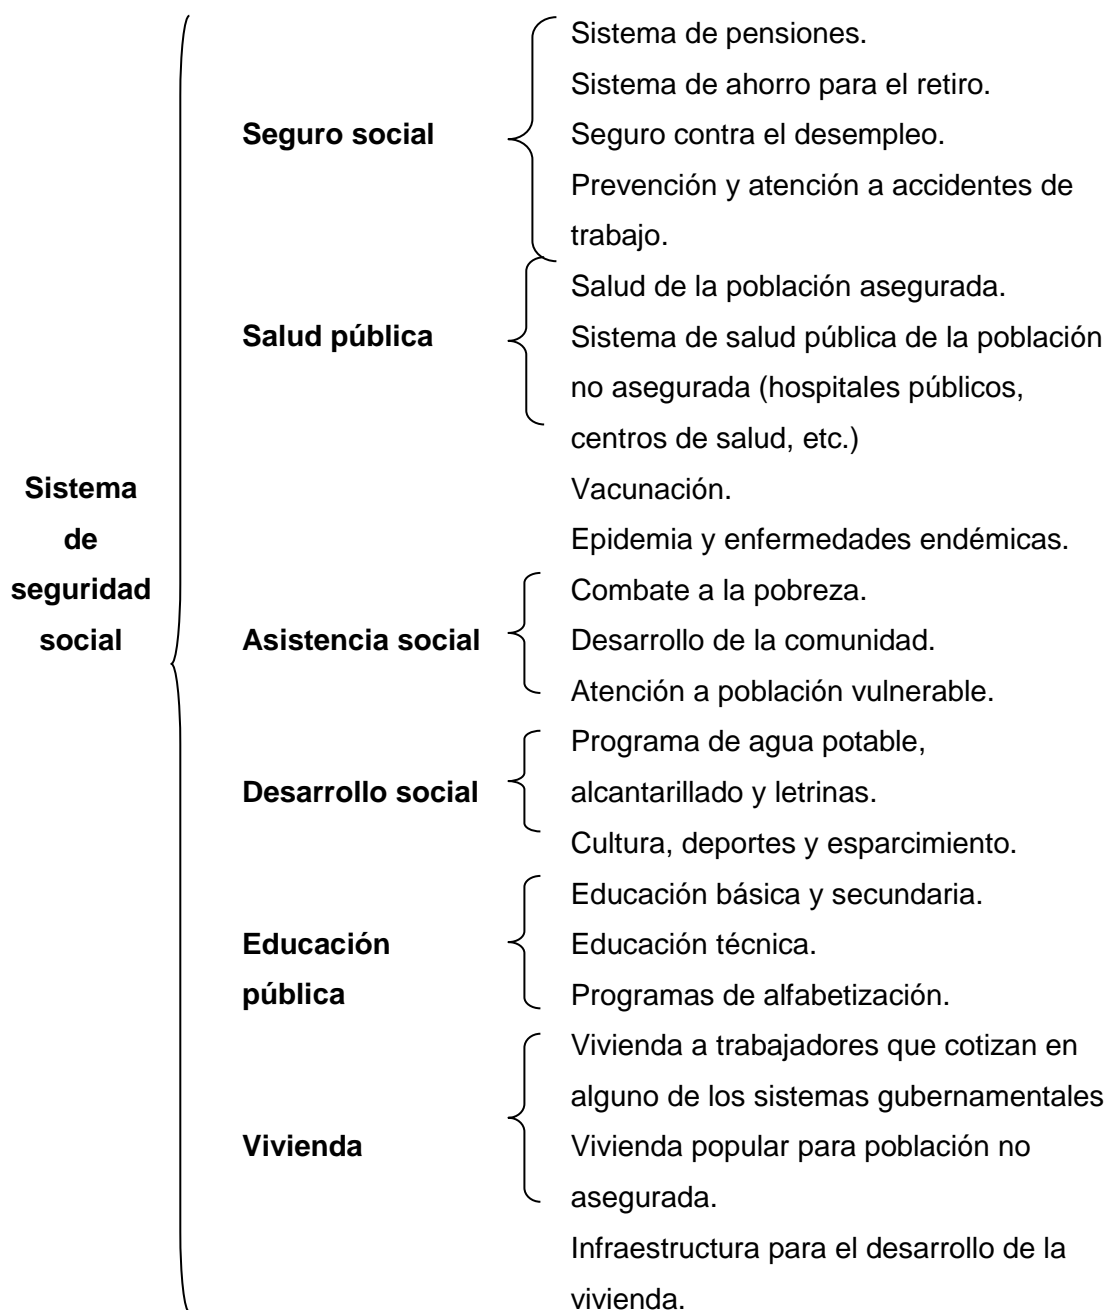 Sistema
de
seguridad
social
Seguro social
Sistema de pensiones.
Sistema de ahorro para el retiro.
Seguro contra el desempleo.
Prevención y atención a accidentes de
trabajo.
Salud pública
Salud de la población asegurada.
Sistema de salud pública de la población
no asegurada (hospitales públicos,
centros de salud, etc.)
Vacunación.
Epidemia y enfermedades endémicas.
Asistencia social
Combate a la pobreza.
Desarrollo de la comunidad.
Atención a población vulnerable.
Desarrollo social
Programa de agua potable,
alcantarillado y letrinas.
Cultura, deportes y esparcimiento.
Educación
pública
Educación básica y secundaria.
Educación técnica.
Programas de alfabetización.
Vivienda
Vivienda a trabajadores que cotizan en
alguno de los sistemas gubernamentales
Vivienda popular para población no
asegurada.
Infraestructura para el desarrollo de la
vivienda.